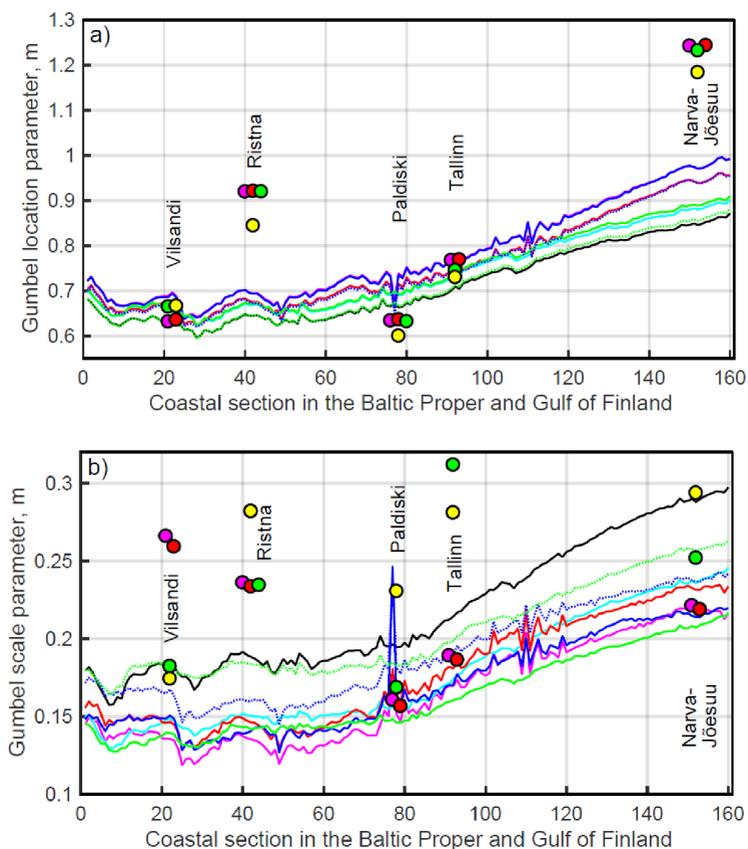 a)
Gumbel location parameter, m
1.3
1.2
1.1
1
0.9
0.8
0.7
0.6
Vilsandi
Ristna
Paldiski
Tallinn
Narva-
Jõesuu
0 20 40 60 80 100 120 140 160
Coastal section in the Baltic Proper and Gulf of Finland
b)
Gumbel scale parameter, m
0.3
0.25
0.2
0.15
0.1
Vilsandi
Ristna
Paldiski
Tallinn
Narva-
Jõesuu
0 20 40 60 80 100 120 140 160
Coastal section in the Baltic Proper and Gulf of Finland